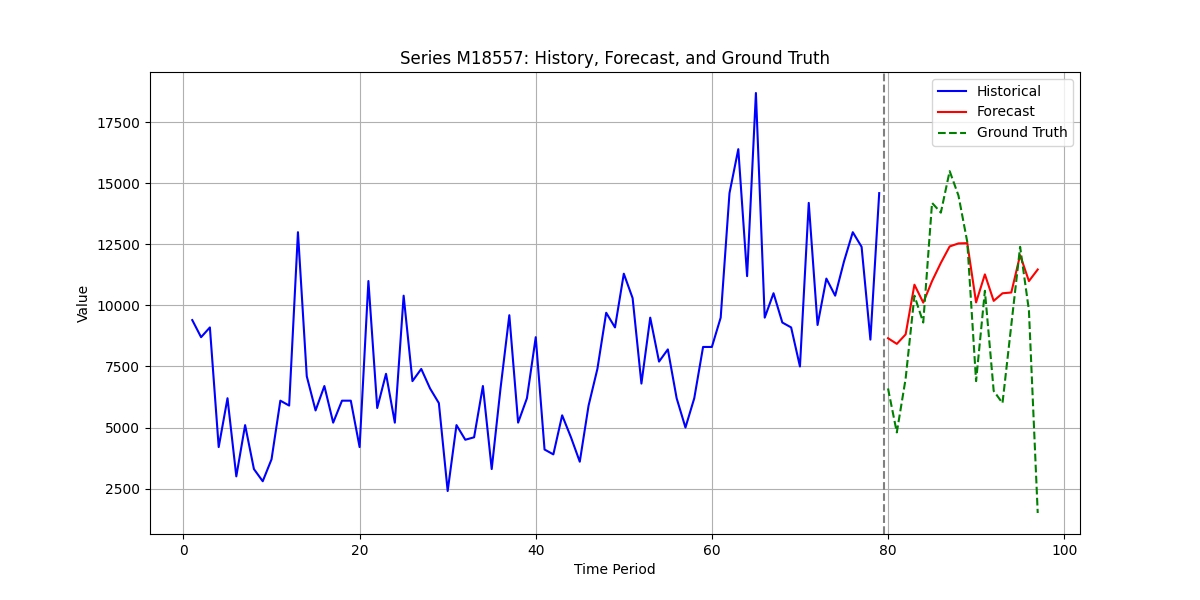 Series M18557: History, Forecast, and Ground Truth
Historical
Forecast
Ground Truth
Value
17500
15000
12500
10000
7500
5000
2500
0 20 40 60 80 100
Time Period